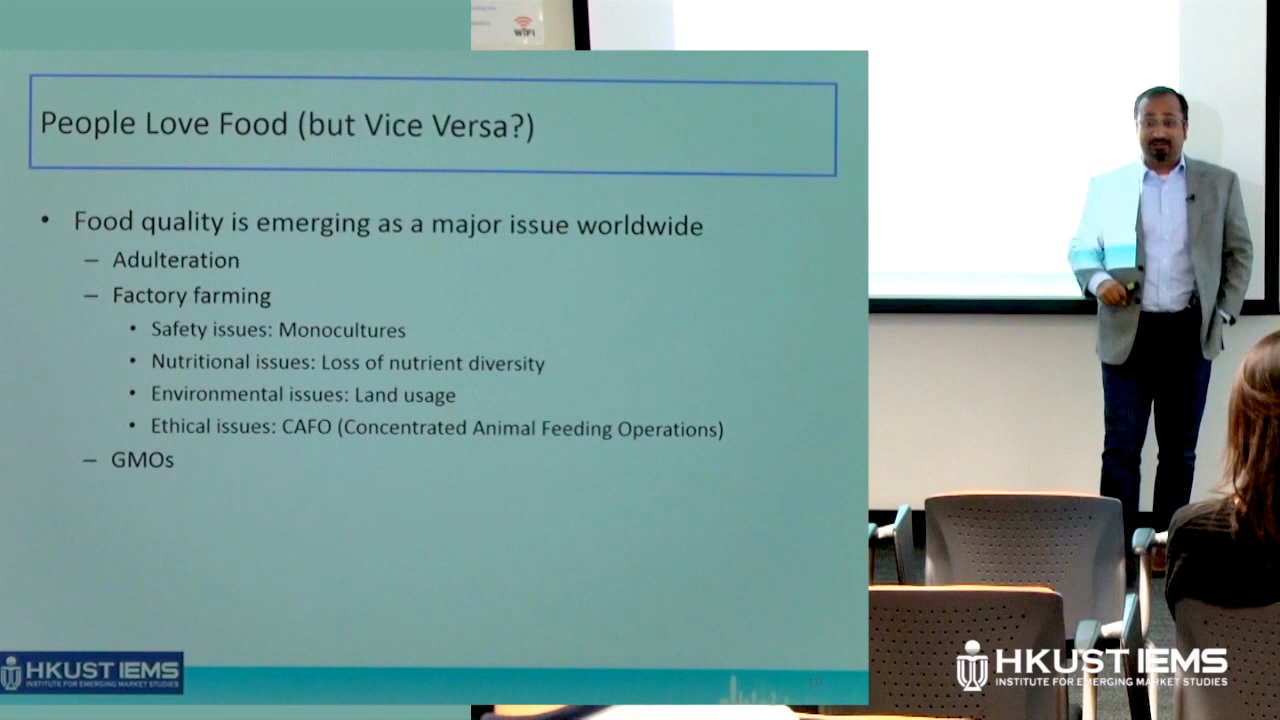 WiFi
People Love Food (but Vice Versa?)
• Food quality is emerging as a major issue worldwide
– Adulteration
– Factory farming
• Safety issues: Monocultures
• Nutritional issues: Loss of nutrient diversity
• Environmental issues: Land usage
• Ethical issues: CAFO (Concentrated Animal Feeding Operations)
– GMOs
HKUST IEMS
INSTITUTE FOR EMERGING MARKET STUDIES
HKUST IEMS
INSTITUTE FOR EMERGING MARKET STUDIES